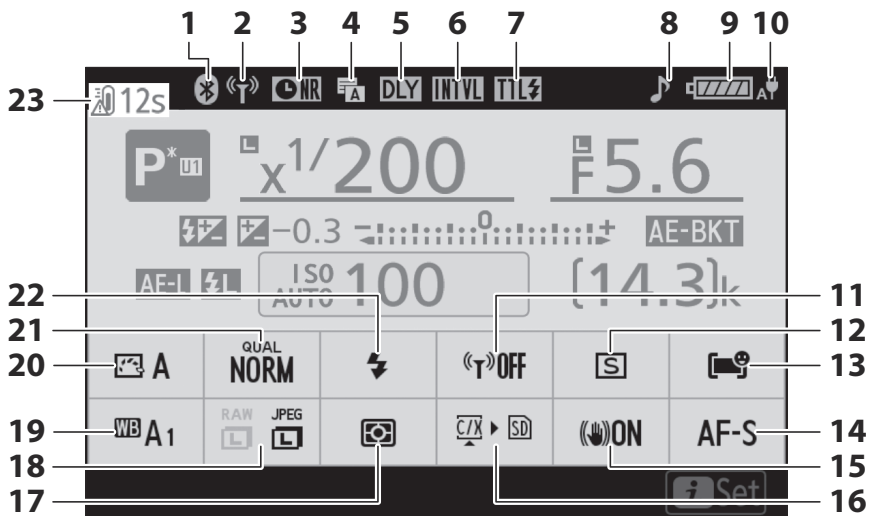 1 2 3 4 5 6 7 8 9 10
23 12s NR A DLY INTVL TTL A
P* U1 L x1/200 L F5.6
−0.3 − 0 + AE-BKT
AE-L L ISO AUTO 100 [14.3]k
22 11
21 12
20 A QUAL NORM OFF S 13
19 WB A1 RAW L JPEG L C/X SD ON AF-S 14
18 15
17 16
i Set